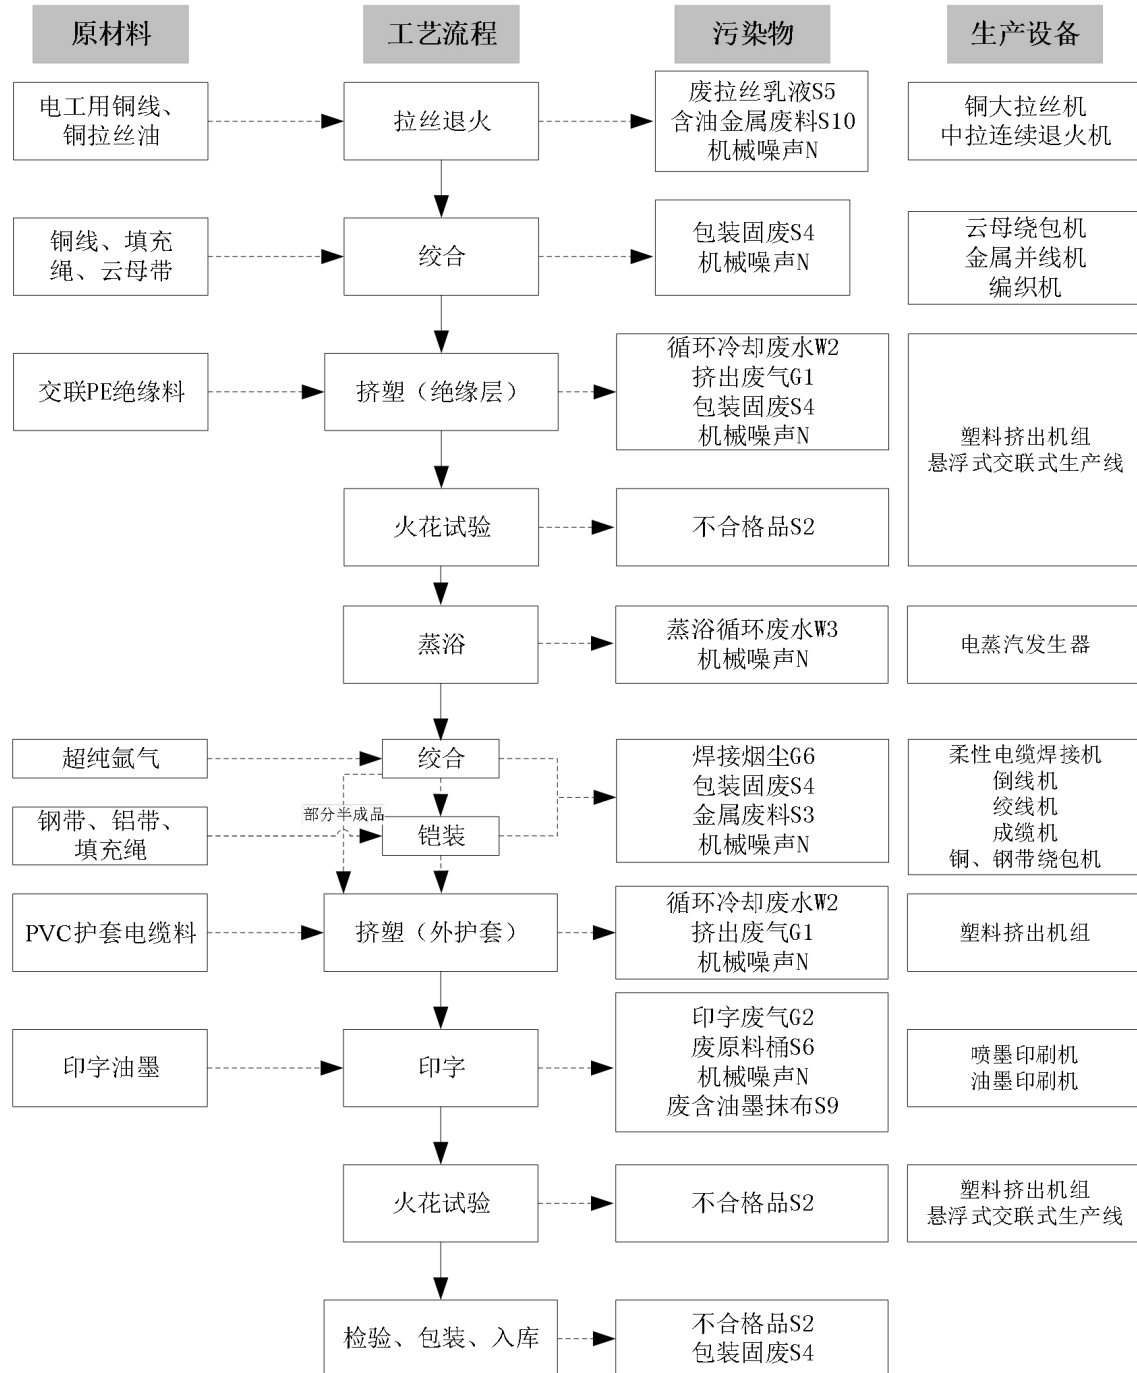 原材料
工艺流程
污染物
生产设备
电工用铜线、
铜拉丝油
拉丝退火
废拉丝乳液S5
含油金属废料S10
机械噪声N
铜大拉丝机
中拉连续退火机
铜线、填充
绳、云母带
绞合
包装固废S4
机械噪声N
云母绕包机
金属并线机
编织机
交联PE绝缘料
挤塑（绝缘层）
循环冷却废水W2
挤出废气G1
包装固废S4
机械噪声N
塑料挤出机组
悬浮式交联式生产线
火花试验
不合格品S2
蒸浴
蒸浴循环废水W3
机械噪声N
电蒸汽发生器
超纯氩气
绞合
部分半成品
钢带、铝带、
填充绳
铠装
焊接烟尘G6
包装固废S4
金属废料S3
机械噪声N
柔性电缆焊接机
倒线机
绞线机
成缆机
铜、钢带绕包机
PVC护套电缆料
挤塑（外护套）
循环冷却废水W2
挤出废气G1
机械噪声N
塑料挤出机组
印字油墨
印字
印字废气G2
废原料桶S6
机械噪声N
废含油墨抹布S9
喷墨印刷机
油墨印刷机
火花试验
不合格品S2
塑料挤出机组
悬浮式交联式生产线
检验、包装、入库
不合格品S2
包装固废S4